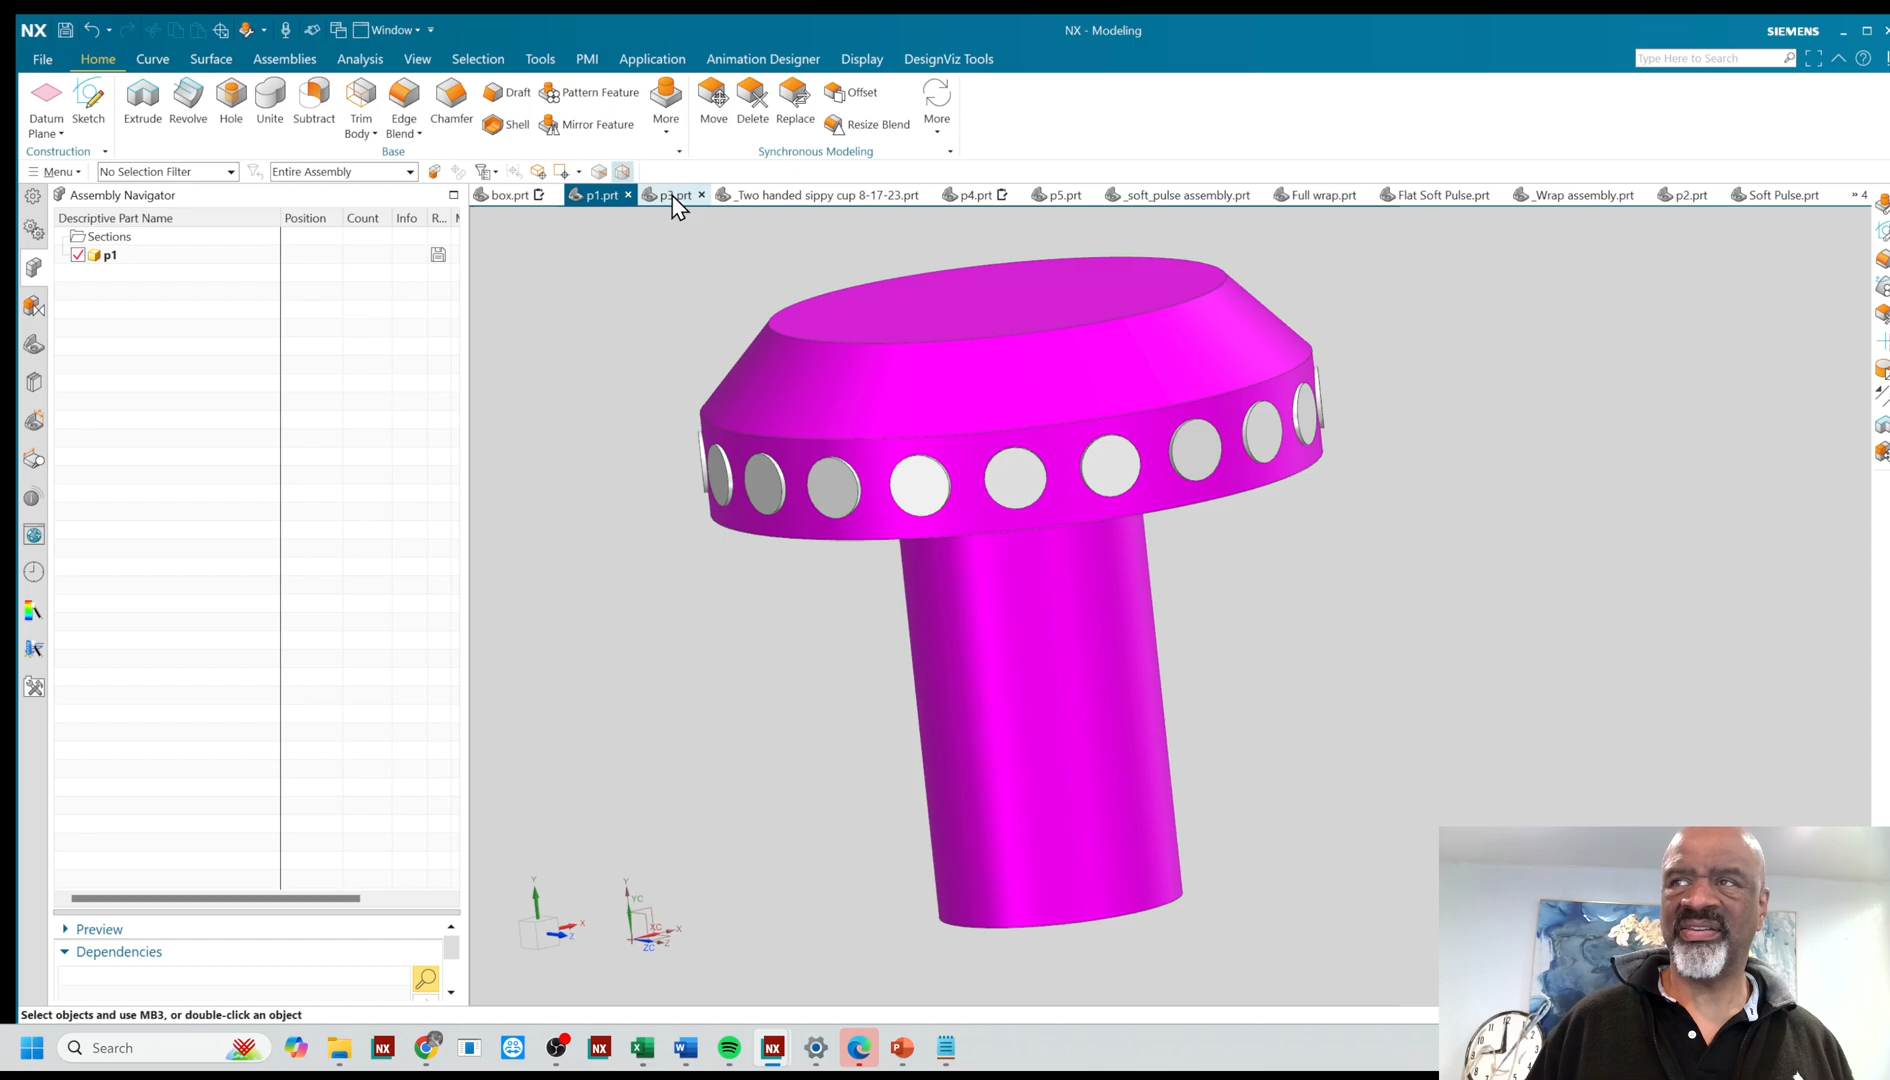 NX Window NX - Modeling SIEMENS
File Home Curve Surface Assemblies Analysis View Selection Tools PMI Application Animation Designer Display DesignViz Tools Type Here to Search
Datum Plane Sketch Extrude Revolve Hole Unite Subtract Trim Body Edge Blend Chamfer Draft Pattern Feature More Move Delete Replace Offset More
Shell Mirror Feature Resize Blend
Construction Base Synchronous Modeling
Menu No Selection Filter Entire Assembly
Assembly Navigator box.prt p1.prt p3.prt _Two handed sippy cup 8-17-23.prt p4.prt p5.prt _soft_pulse assembly.prt Full wrap.prt Flat Soft Pulse.prt _Wrap assembly.prt p2.prt Soft Pulse.prt » 4
Descriptive Part Name Position Count Info R...
Sections
p1
Y X Z
Y YC XC X ZC Z
Preview
Dependencies
Select objects and use MB3, or double-click an object
Search NX NX NX